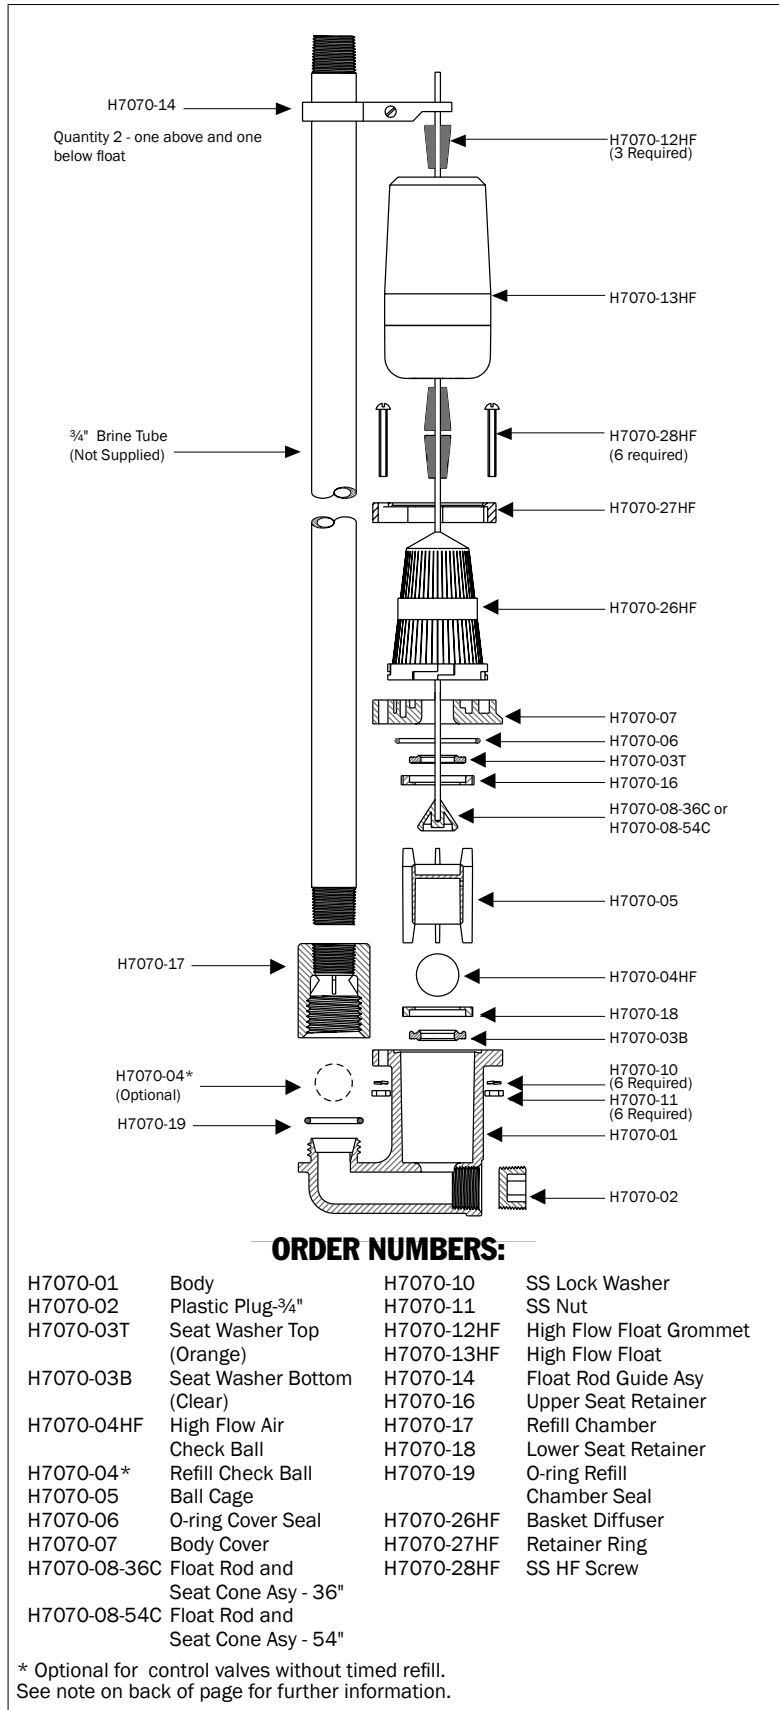 H7070-14
Quantity 2 - one above and one
below float
H7070-12HF
(3 Required)
H7070-13HF
¾" Brine Tube
(Not Supplied)
H7070-28HF
(6 required)
H7070-27HF
H7070-26HF
H7070-07
H7070-06
H7070-03T
H7070-16
H7070-08-36C or
H7070-08-54C
H7070-05
H7070-17
H7070-04HF
H7070-18
H7070-03B
H7070-04*
(Optional)
H7070-10
(6 Required)
H7070-11
(6 Required)
H7070-19
H7070-01
H7070-02
ORDER NUMBERS:
H7070-01 Body
H7070-02 Plastic Plug-¾"
H7070-03T Seat Washer Top
(Orange)
H7070-03B Seat Washer Bottom
(Clear)
H7070-04HF High Flow Air
Check Ball
H7070-04* Refill Check Ball
H7070-05 Ball Cage
H7070-06 O-ring Cover Seal
H7070-07 Body Cover
H7070-08-36C Float Rod and
Seat Cone Asy - 36"
H7070-08-54C Float Rod and
Seat Cone Asy - 54"
H7070-10 SS Lock Washer
H7070-11 SS Nut
H7070-12HF High Flow Float Grommet
H7070-13HF High Flow Float
H7070-14 Float Rod Guide Asy
H7070-16 Upper Seat Retainer
H7070-17 Refill Chamber
H7070-18 Lower Seat Retainer
H7070-19 O-ring Refill
Chamber Seal
H7070-26HF Basket Diffuser
H7070-27HF Retainer Ring
H7070-28HF SS HF Screw
* Optional for control valves without timed refill.
See note on back of page for further information.